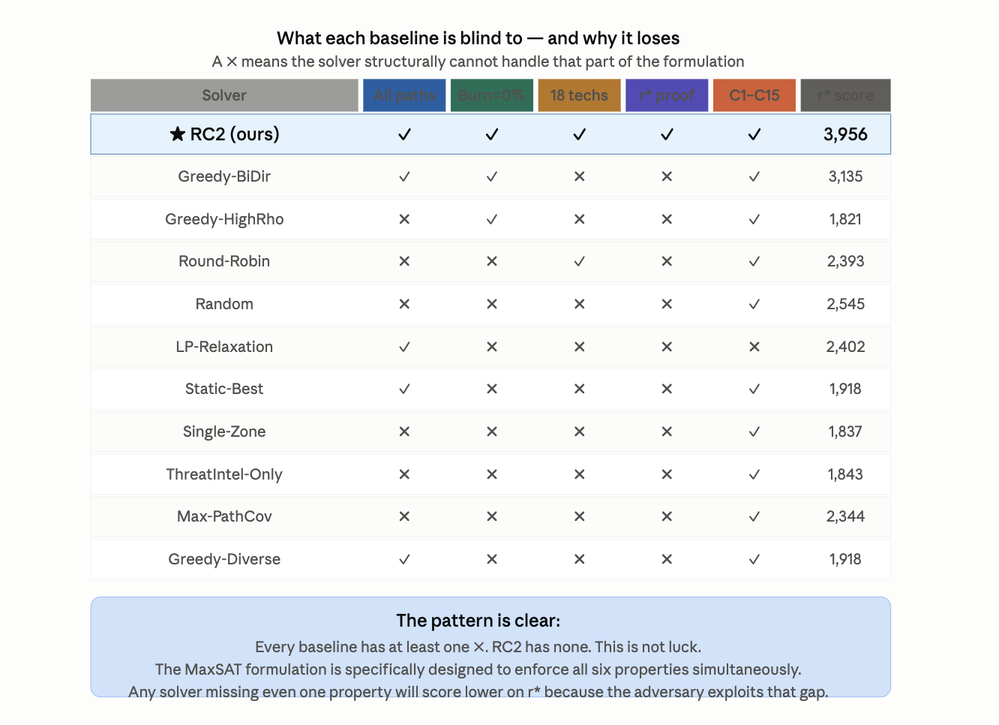 What each baseline is blind to — and why it loses
A ✕ means the solver structurally cannot handle that part of the formulation
Solver All paths Burn=0% 18 techs r* proof C1–C15 r* score
★ RC2 (ours) ✓ ✓ ✓ ✓ ✓ 3,956
Greedy-BiDir ✓ ✓ ✕ ✕ ✓ 3,135
Greedy-HighRho ✕ ✓ ✕ ✕ ✓ 1,821
Round-Robin ✕ ✕ ✓ ✕ ✓ 2,393
Random ✕ ✕ ✕ ✕ ✓ 2,545
LP-Relaxation ✓ ✕ ✕ ✕ ✕ 2,402
Static-Best ✓ ✕ ✕ ✕ ✓ 1,918
Single-Zone ✕ ✕ ✕ ✕ ✓ 1,837
ThreatIntel-Only ✕ ✕ ✕ ✕ ✓ 1,843
Max-PathCov ✕ ✕ ✕ ✕ ✓ 2,344
Greedy-Diverse ✓ ✕ ✕ ✕ ✓ 1,918
The pattern is clear:
Every baseline has at least one ✕. RC2 has none. This is not luck.
The MaxSAT formulation is specifically designed to enforce all six properties simultaneously.
Any solver missing even one property will score lower on r* because the adversary exploits that gap.